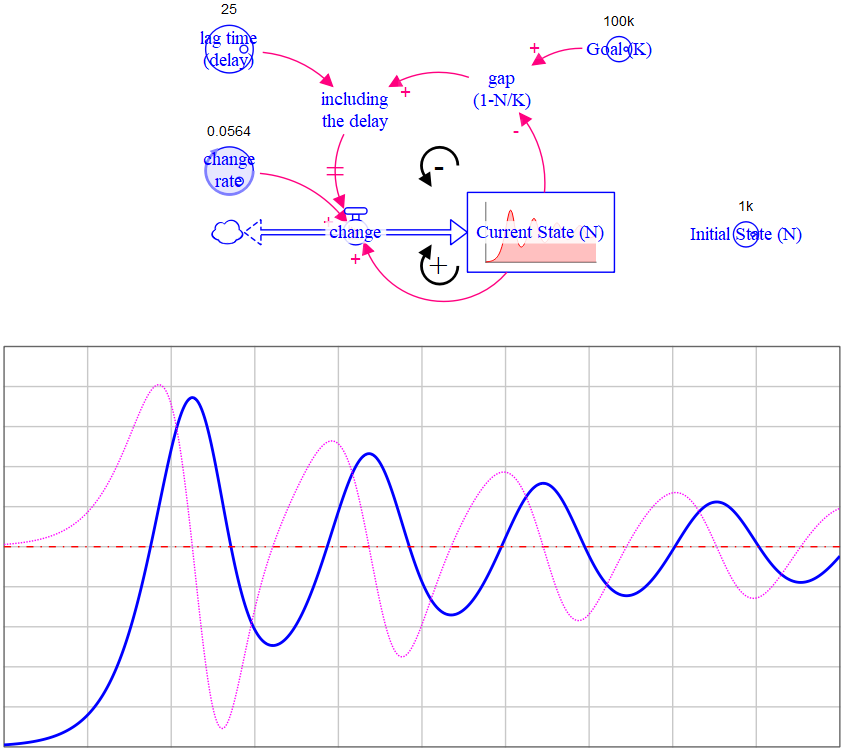 25
lag time
(delay)
100k
Goal (K)
+
gap
(1-N/K)
including
the delay
+
0.0564
change
rate
-
-
+
change
Current State (N)
1k
Initial State (N)
+
+